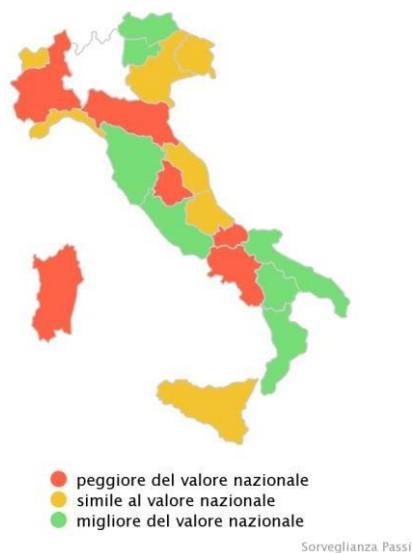 peggiore del valore nazionale
simile al valore nazionale
migliore del valore nazionale
Sorveglianza Passi